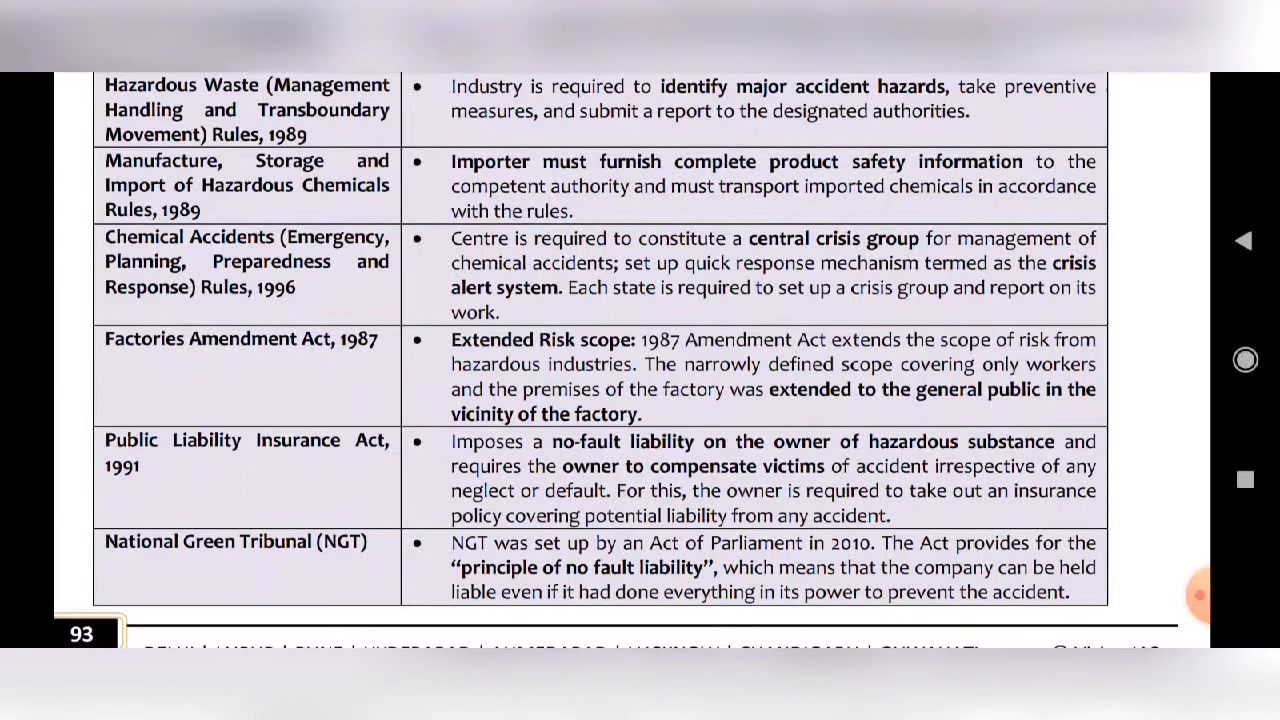 Hazardous Waste (Management
Handling and Transboundary
Movement) Rules, 1989
• Industry is required to identify major accident hazards, take preventive
measures, and submit a report to the designated authorities.
Manufacture, Storage and
Import of Hazardous Chemicals
Rules, 1989
• Importer must furnish complete product safety information to the
competent authority and must transport imported chemicals in accordance
with the rules.
Chemical Accidents (Emergency,
Planning, Preparedness and
Response) Rules, 1996
• Centre is required to constitute a central crisis group for management of
chemical accidents; set up quick response mechanism termed as the crisis
alert system. Each state is required to set up a crisis group and report on its
work.
Factories Amendment Act, 1987
• Extended Risk scope: 1987 Amendment Act extends the scope of risk from
hazardous industries. The narrowly defined scope covering only workers
and the premises of the factory was extended to the general public in the
vicinity of the factory.
Public Liability Insurance Act,
1991
• Imposes a no-fault liability on the owner of hazardous substance and
requires the owner to compensate victims of accident irrespective of any
neglect or default. For this, the owner is required to take out an insurance
policy covering potential liability from any accident.
National Green Tribunal (NGT)
• NGT was set up by an Act of Parliament in 2010. The Act provides for the
“principle of no fault liability”, which means that the company can be held
liable even if it had done everything in its power to prevent the accident.
93